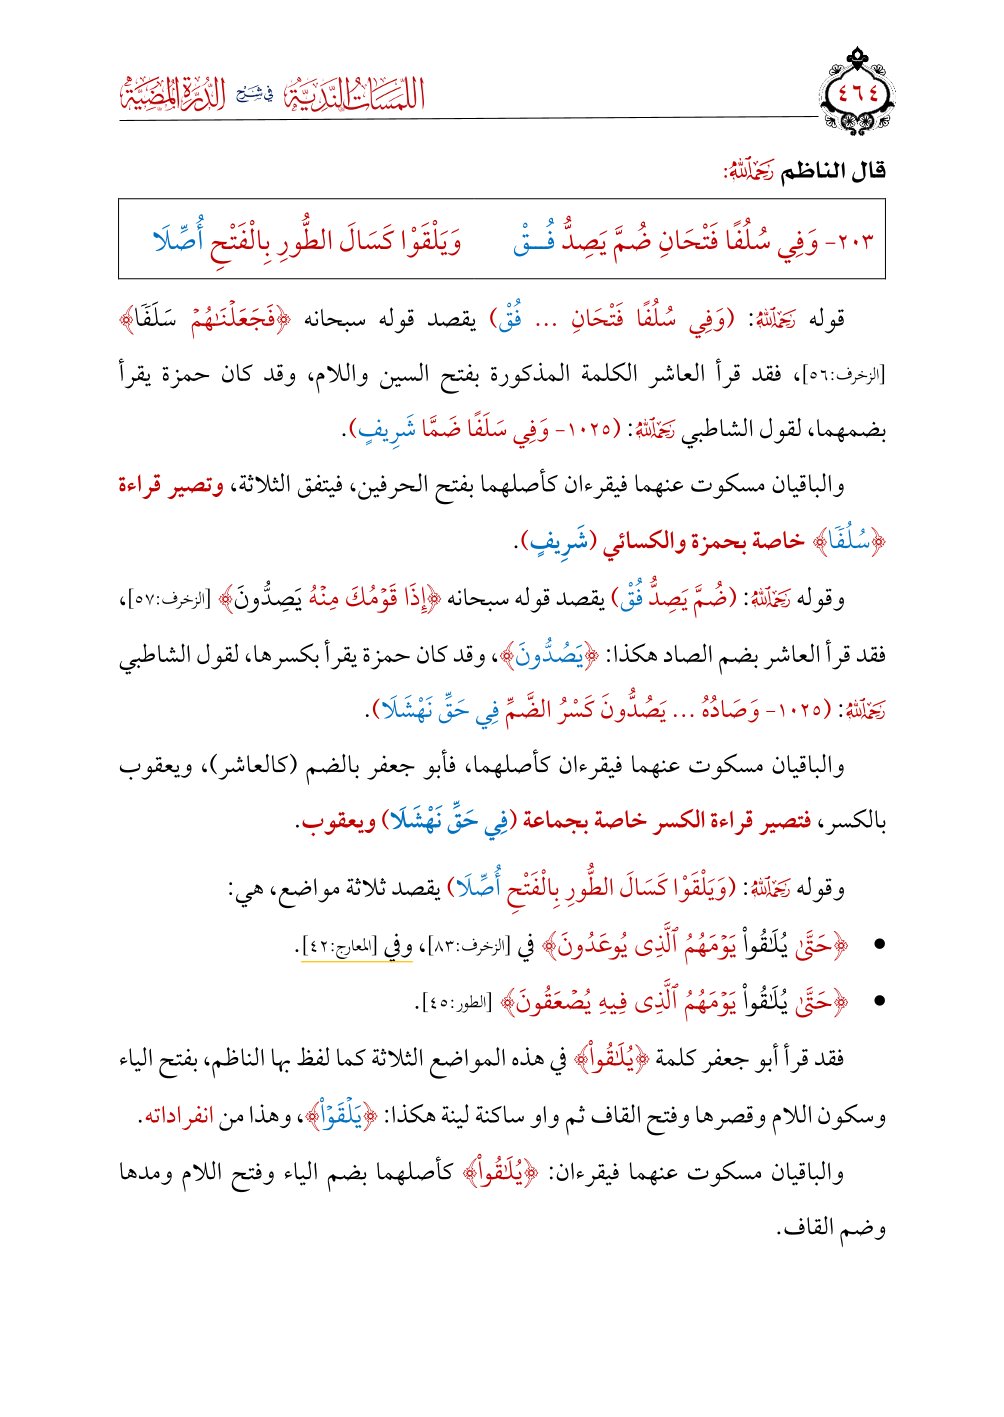 ٤٦٤
اللمسات الندية في شرح الدرة المضية
قال الناظم رَحِمَهُ ٱللَّهُ:
٢٠٣- وَفِي سُلُفًا فَتْحَانِ ضُمَّ يَصِدُّ فُـــقْ وَيَلْقَوْا كَسَالَ الطُّورِ بِالْفَتْحِ أُصِّلَا
قوله رَحِمَهُ ٱللَّهُ: (وَفِي سُلُفًا فَتْحَانِ ... فُقْ) يقصد قوله سبحانه ﴿فَجَعَلْنَـٰهُمْ سَلَفًا﴾
[الزخرف:٥٦]، فقد قرأ العاشر الكلمة المذكورة بفتح السين واللام، وقد كان حمزة يقرأ
بضمهما، لقول الشاطبي رَحِمَهُ ٱللَّهُ: (١٠٢٥- وَفِي سَلَفًا ضَمَّا شَرِيفٍ).
والباقيان مسكوت عنهما فيقرءان كأصلهما بفتح الحرفين، فيتفق الثلاثة، وتصير قراءة
﴿سُلُفًا﴾ خاصة بحمزة والكسائي (شَرِيفٍ).
وقوله رَحِمَهُ ٱللَّهُ: (ضُمَّ يَصِدُّ فُقْ) يقصد قوله سبحانه ﴿إِذَا قَوْمُكَ مِنْهُ يَصِدُّونَ﴾ [الزخرف:٥٧]،
فقد قرأ العاشر بضم الصاد هكذا: ﴿يَصُدُّونَ﴾، وقد كان حمزة يقرأ بكسرها، لقول الشاطبي
رَحِمَهُ ٱللَّهُ: (١٠٢٥- وَصَادُهُ ... يَصُدُّونَ كَسْرُ الضَّمِّ فِي حَقِّ نَهْشَلَا).
والباقيان مسكوت عنهما فيقرءان كأصلهما، فأبو جعفر بالضم (كالعاشر)، ويعقوب
بالكسر، فتصير قراءة الكسر خاصة بجماعة (فِي حَقِّ نَهْشَلَا) ويعقوب.
وقوله رَحِمَهُ ٱللَّهُ: (وَيَلْقَوْا كَسَالَ الطُّورِ بِالْفَتْحِ أُصِّلَا) يقصد ثلاثة مواضع، هي:
● ﴿حَتَّىٰ يُلَـٰقُوا۟ يَوْمَهُمُ ٱلَّذِى يُوعَدُونَ﴾ في [الزخرف:٨٣]، وفي [المعارج:٤٢].
● ﴿حَتَّىٰ يُلَـٰقُوا۟ يَوْمَهُمُ ٱلَّذِى فِيهِ يُصْعَقُونَ﴾ [الطور:٤٥].
فقد قرأ أبو جعفر كلمة ﴿يُلَـٰقُوا۟﴾ في هذه المواضع الثلاثة كما لفظ بها الناظم، بفتح الياء
وسكون اللام وقصرها وفتح القاف ثم واو ساكنة لينة هكذا: ﴿يَلْقَوْا۟﴾، وهذا من انفراداته.
والباقيان مسكوت عنهما فيقرءان: ﴿يُلَـٰقُوا۟﴾ كأصلهما بضم الياء وفتح اللام ومدها
وضم القاف.